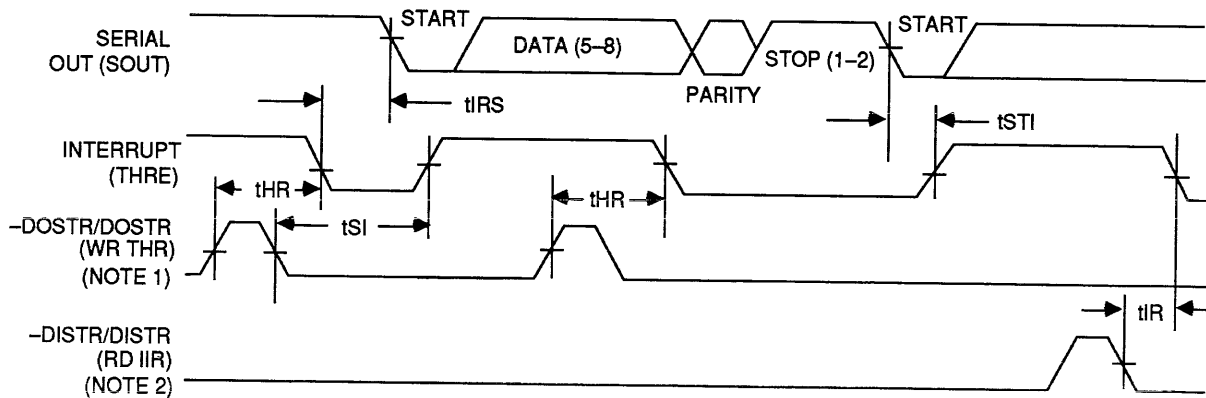 SERIAL
OUT (SOUT)
START
DATA (5–8)
PARITY
STOP (1–2)
START
tIRS
tSTI
INTERRUPT
(THRE)
tHR
tSI
tHR
–DOSTR/DOSTR
(WR THR)
(NOTE 1)
tIR
–DISTR/DISTR
(RD IIR)
(NOTE 2)